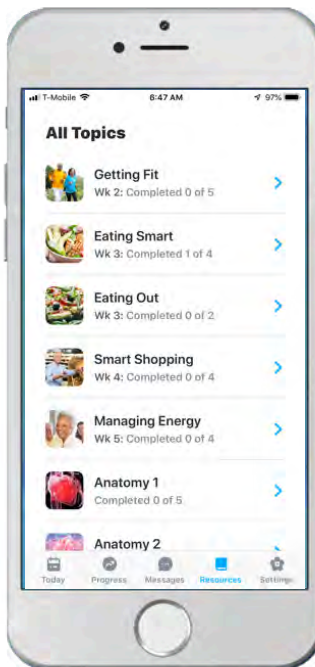 T-Mobile 6:47 AM 97%
All Topics
Getting Fit
Wk 2: Completed 0 of 5
Eating Smart
Wk 3: Completed 1 of 4
Eating Out
Wk 3: Completed 0 of 2
Smart Shopping
Wk 4: Completed 0 of 4
Managing Energy
Wk 5: Completed 0 of 4
Anatomy 1
Completed 0 of 5
Anatomy 2
Today Progress Messages Resources Settings